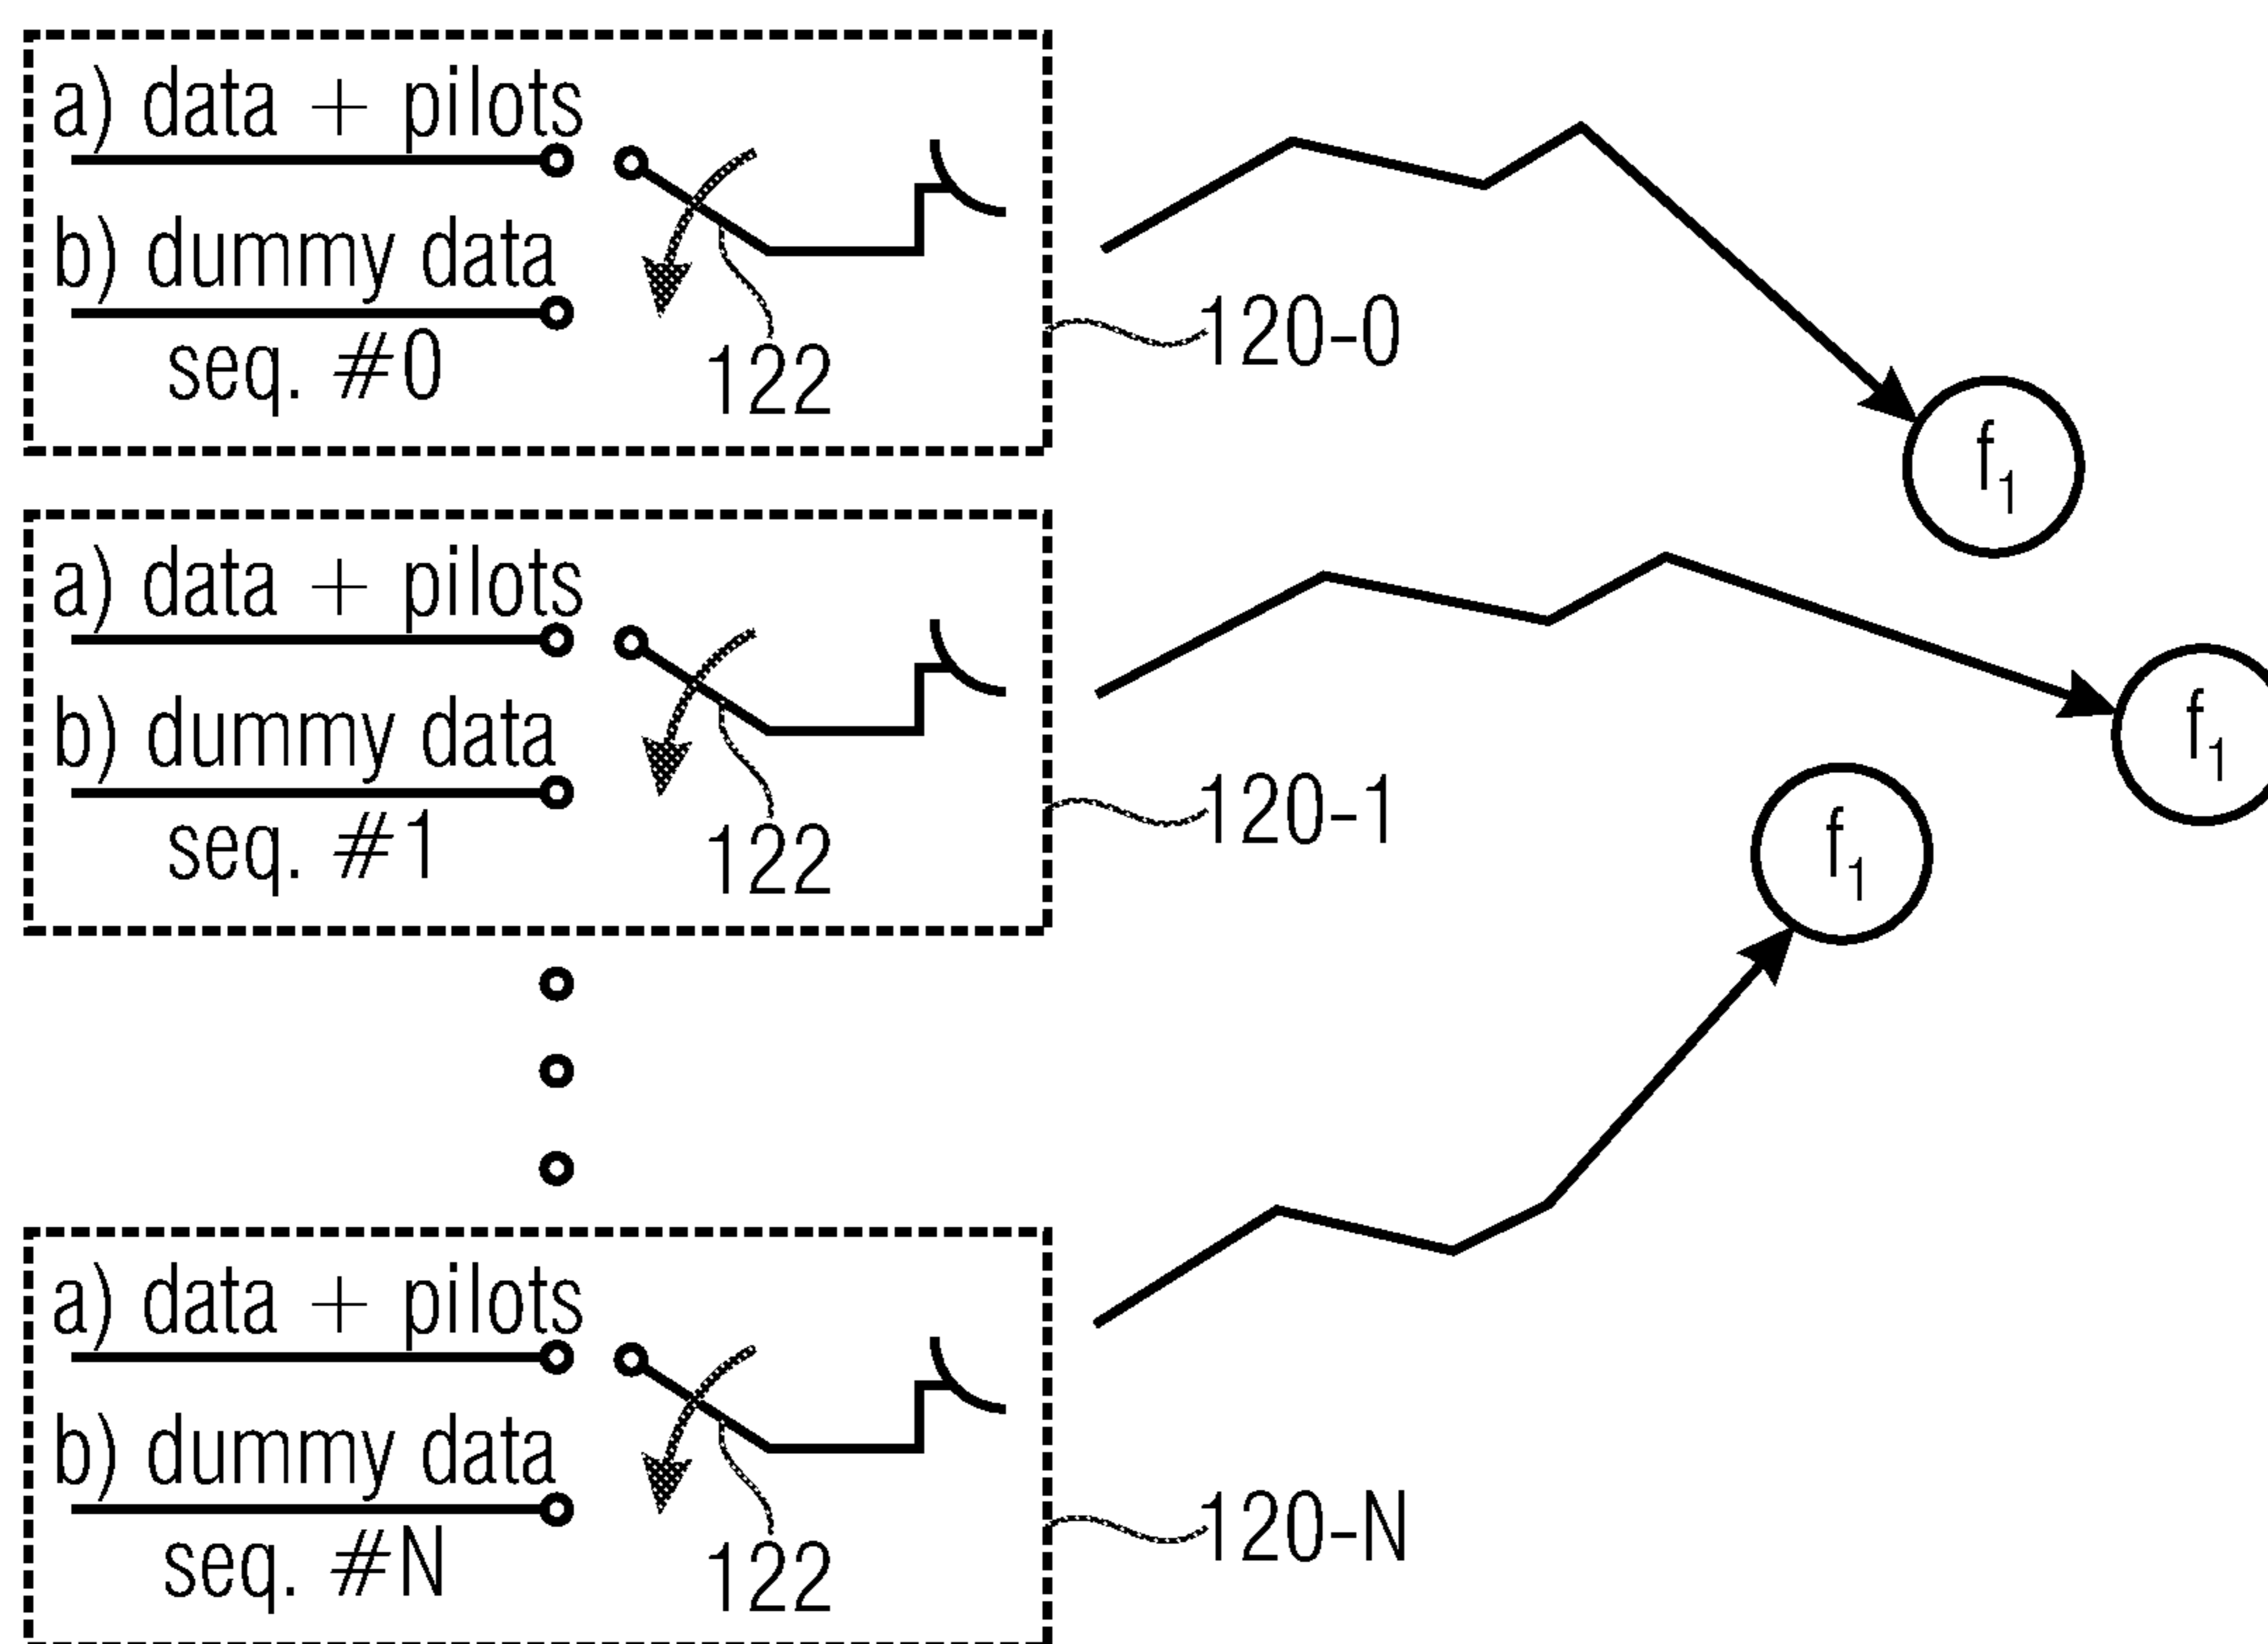 a) data + pilots
b) dummy data
seq. #0
122
120-0
f1
a) data + pilots
b) dummy data
seq. #1
122
120-1
f1
f1
a) data + pilots
b) dummy data
seq. #N
122
120-N